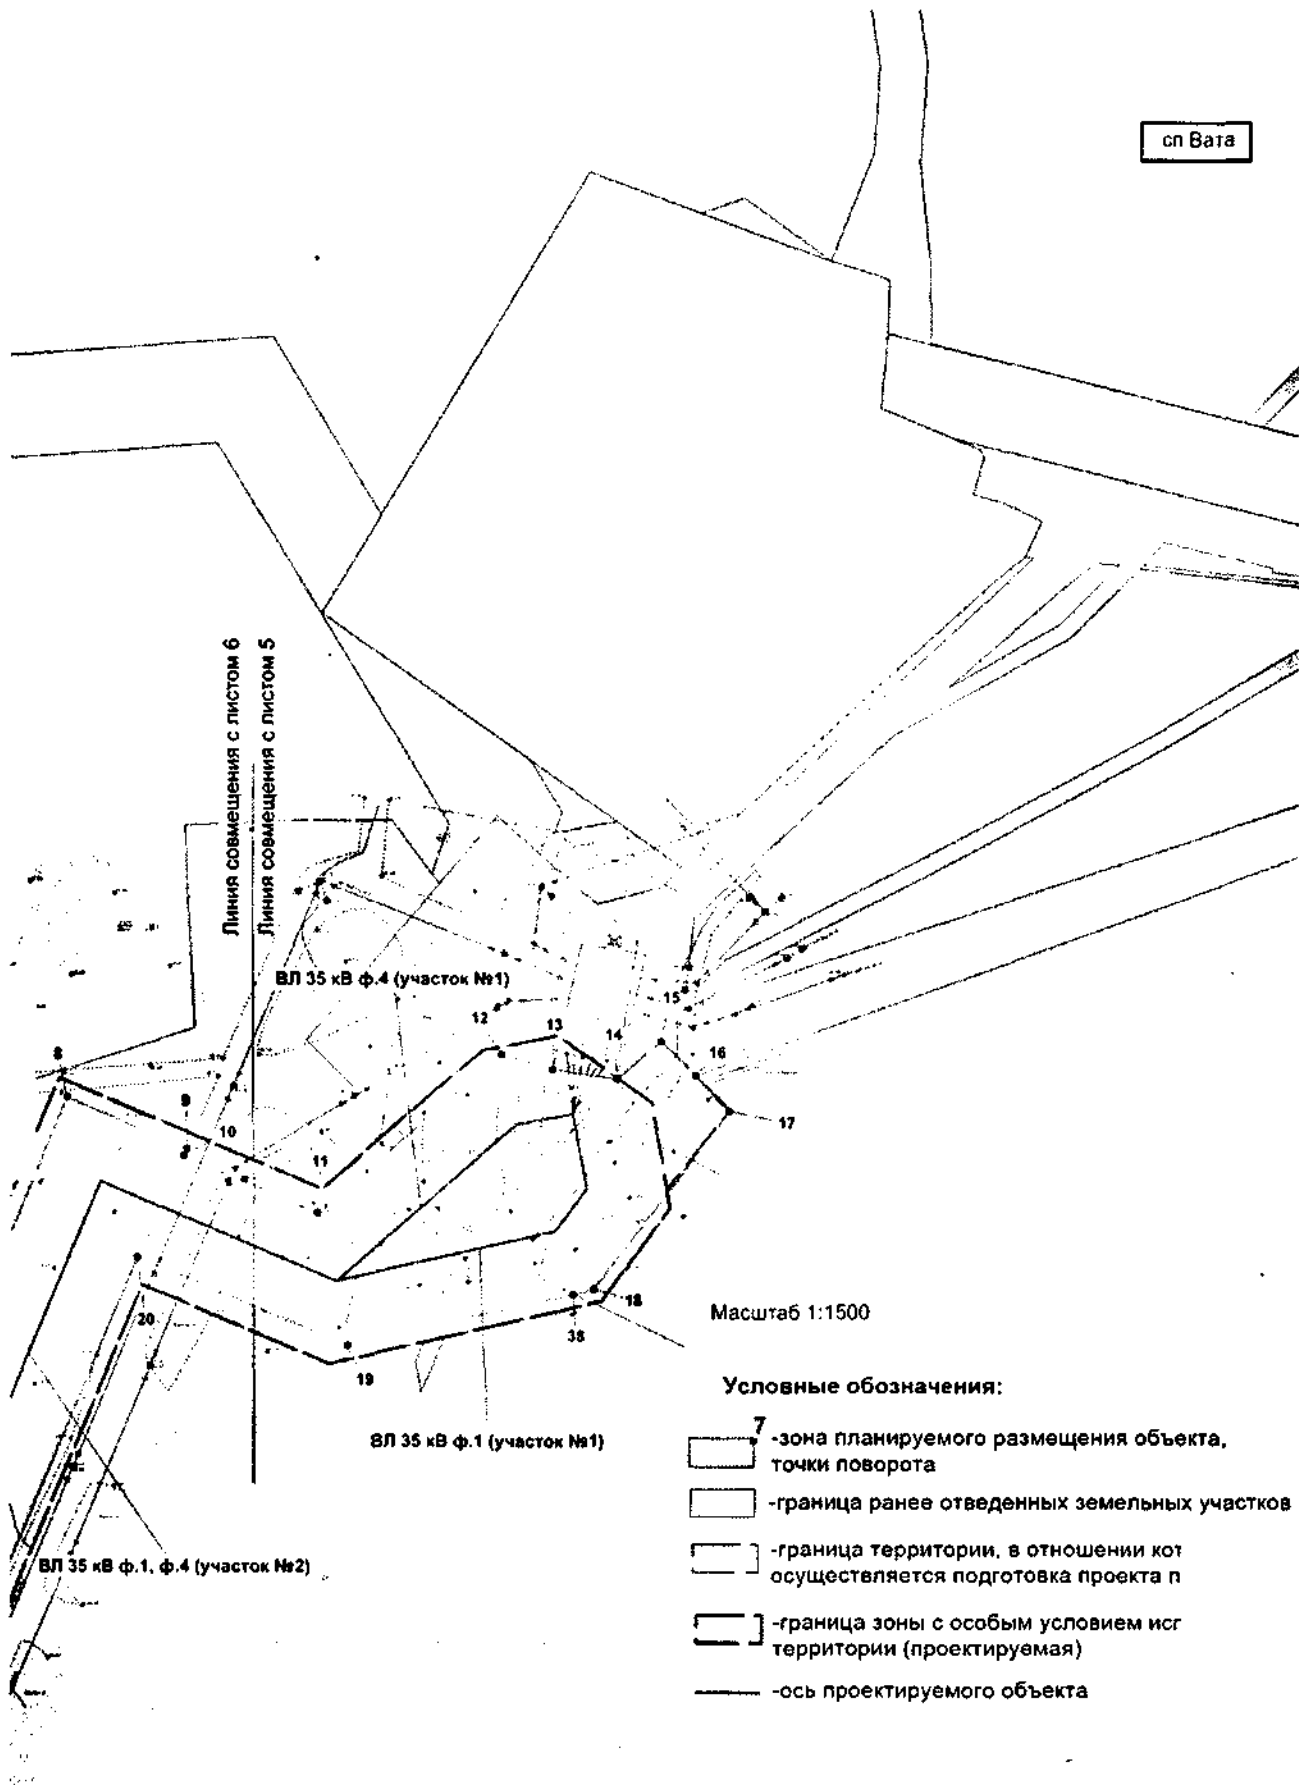 сп Вата
Линия совмещения с листом 6
Линия совмещения с листом 5
ВЛ 35 кВ ф.4 (участок №1)
15
12
13
14
8
16
9
17
10
11
18
Масштаб 1:1500
20
38
19
Условные обозначения:
ВЛ 35 кВ ф.1 (участок №1)
7
-зона планируемого размещения объекта,
точки поворота
-граница ранее отведенных земельных участков
-граница территории, в отношении кот
осуществляется подготовка проекта п
ВЛ 35 кВ ф.1, ф.4 (участок №2)
-граница зоны с особым условием исг
территории (проектируемая)
-ось проектируемого объекта